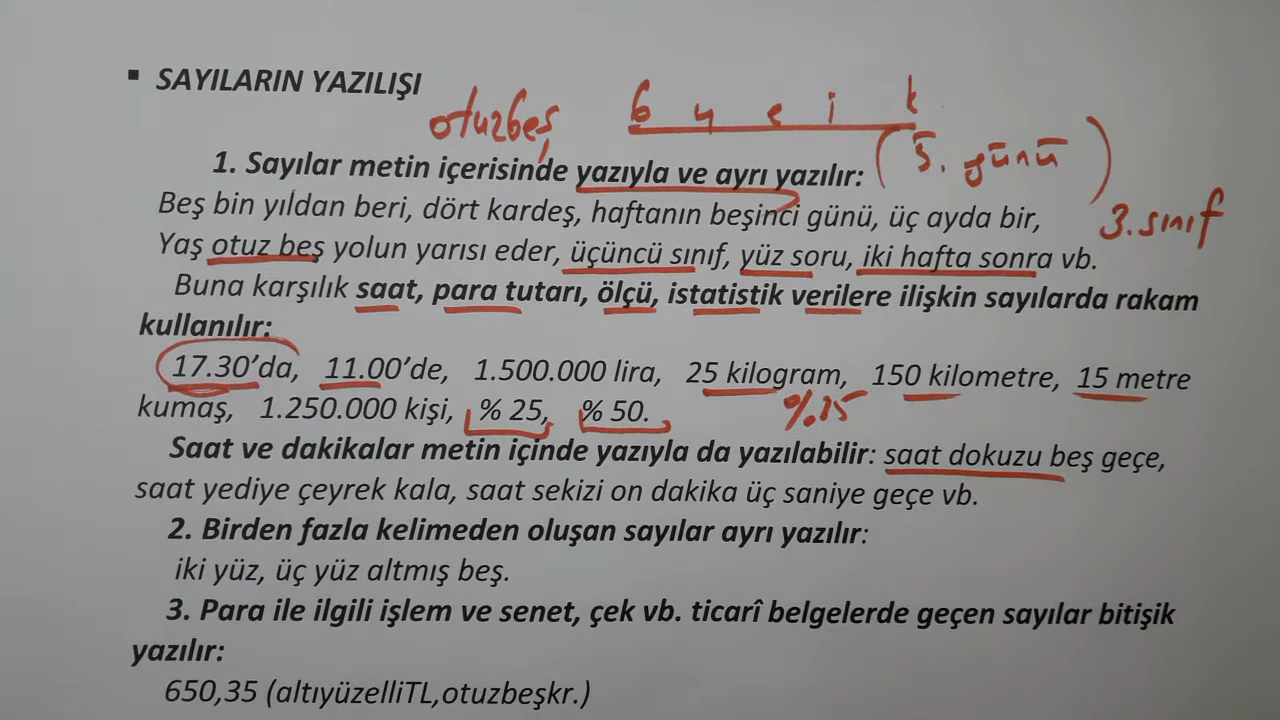 ▪ SAYILARIN YAZILIŞI
otuzbeş
6 y e i k
1. Sayılar metin içerisinde yazıyla ve ayrı yazılır: (5. günü)
Beş bin yıldan beri, dört kardeş, haftanın beşinci günü, üç ayda bir,
3. sınıf
Yaş otuz beş yolun yarısı eder, üçüncü sınıf, yüz soru, iki hafta sonra vb.
Buna karşılık saat, para tutarı, ölçü, istatistik verilere ilişkin sayılarda rakam
kullanılır:
17.30’da, 11.00’de, 1.500.000 lira, 25 kilogram, 150 kilometre, 15 metre
kumaş, 1.250.000 kişi, % 25, % 50. %25
Saat ve dakikalar metin içinde yazıyla da yazılabilir: saat dokuzu beş geçe,
saat yediye çeyrek kala, saat sekizi on dakika üç saniye geçe vb.
2. Birden fazla kelimeden oluşan sayılar ayrı yazılır:
iki yüz, üç yüz altmış beş.
3. Para ile ilgili işlem ve senet, çek vb. ticarî belgelerde geçen sayılar bitişik
yazılır:
650,35 (altıyüzelliTL,otuzbeşkr.)